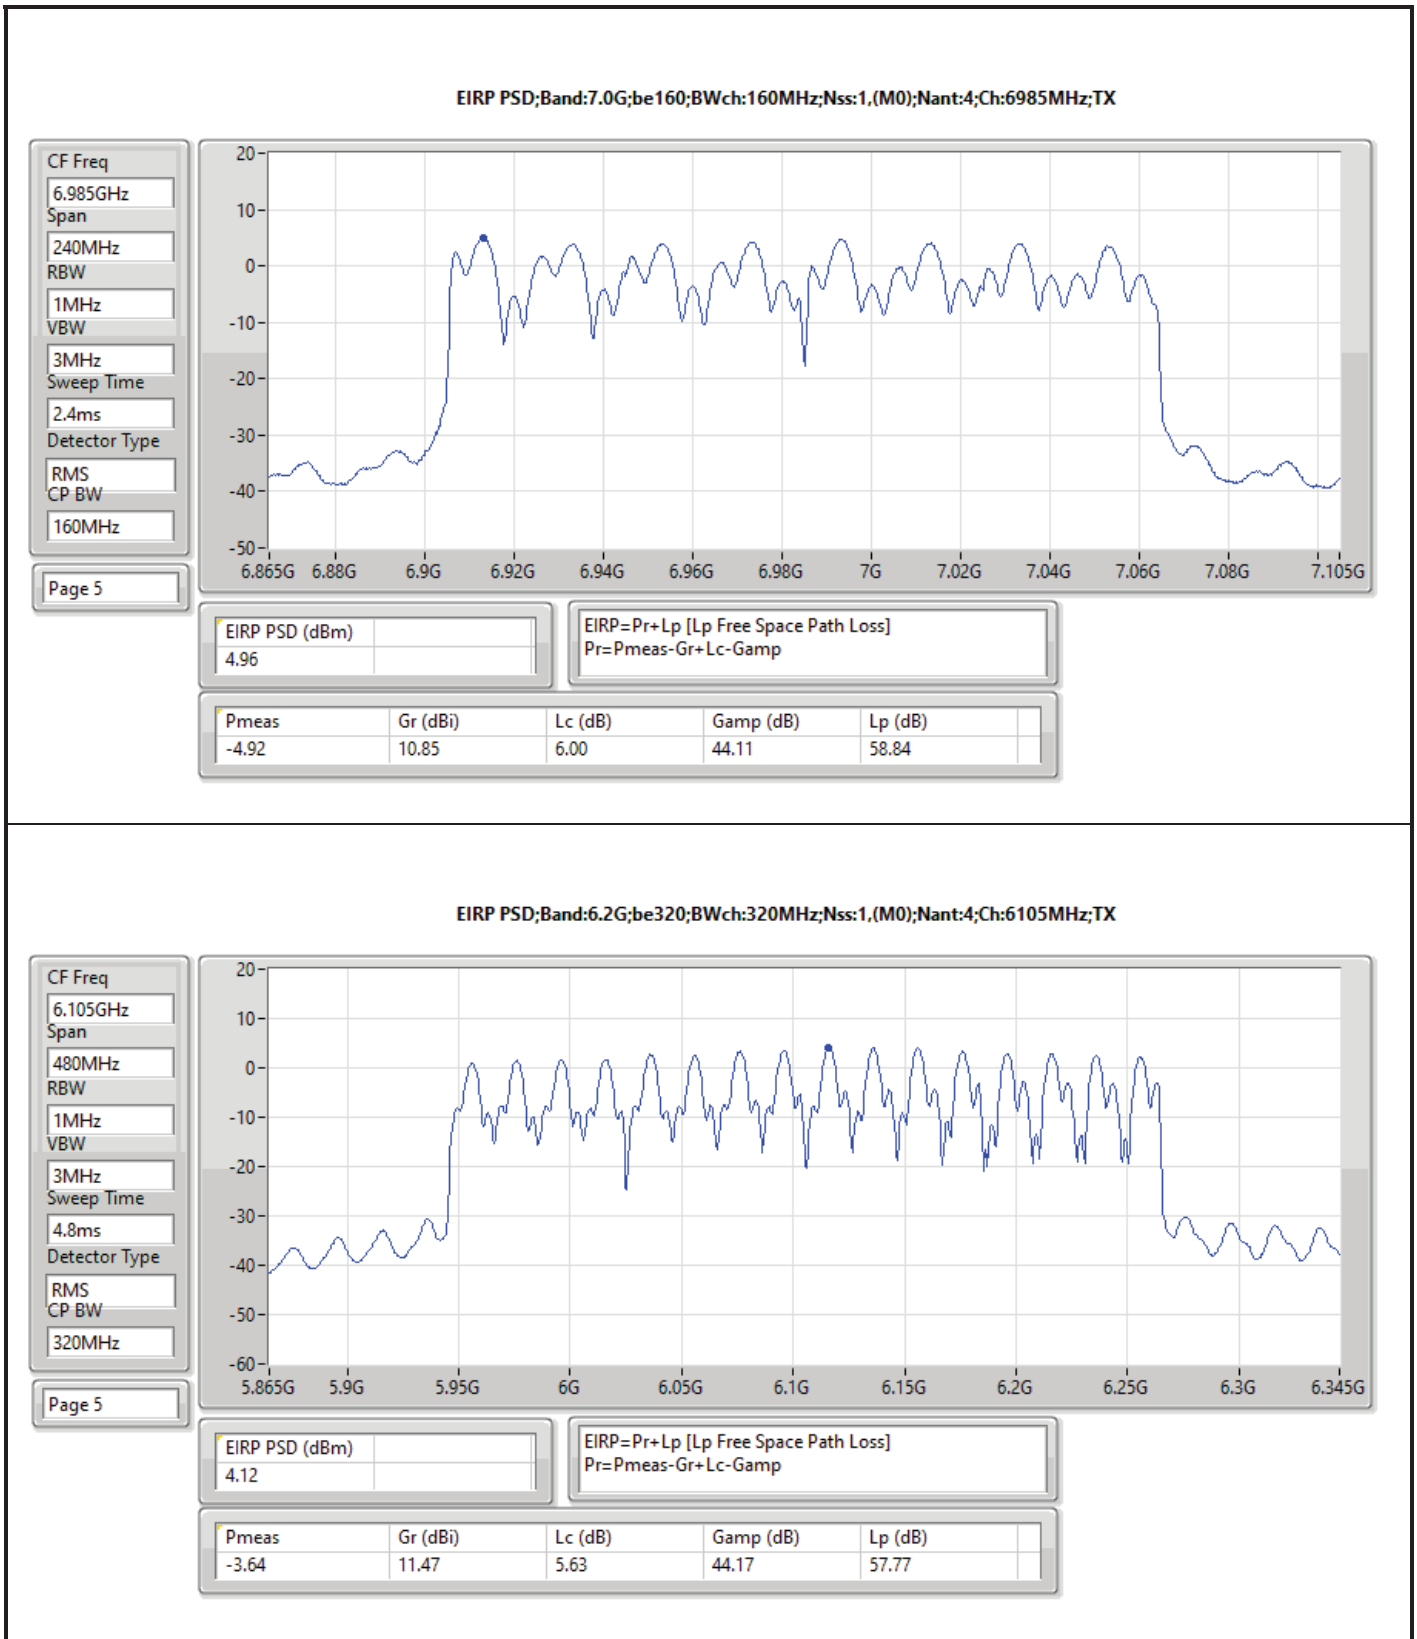 EIRP PSD;Band:7.0G;be160;BWch:160MHz;Nss:1,(M0);Nant:4;Ch:6985MHz;TX
CF Freq
6.985GHz
Span
240MHz
RBW
1MHz
VBW
3MHz
Sweep Time
2.4ms
Detector Type
RMS
CP BW
160MHz
Page 5
20
10
0
-10
-20
-30
-40
-50
6.865G 6.88G 6.9G 6.92G 6.94G 6.96G 6.98G 7G 7.02G 7.04G 7.06G 7.08G 7.105G
EIRP PSD (dBm)
4.96
EIRP=Pr+Lp [Lp Free Space Path Loss]
Pr=Pmeas-Gr+Lc-Gamp
Pmeas Gr (dBi) Lc (dB) Gamp (dB) Lp (dB)
-4.92 10.85 6.00 44.11 58.84
EIRP PSD;Band:6.2G;be320;BWch:320MHz;Nss:1,(M0);Nant:4;Ch:6105MHz;TX
CF Freq
6.105GHz
Span
480MHz
RBW
1MHz
VBW
3MHz
Sweep Time
4.8ms
Detector Type
RMS
CP BW
320MHz
Page 5
20
10
0
-10
-20
-30
-40
-50
-60
5.865G 5.9G 5.95G 6G 6.05G 6.1G 6.15G 6.2G 6.25G 6.3G 6.345G
EIRP PSD (dBm)
4.12
EIRP=Pr+Lp [Lp Free Space Path Loss]
Pr=Pmeas-Gr+Lc-Gamp
Pmeas Gr (dBi) Lc (dB) Gamp (dB) Lp (dB)
-3.64 11.47 5.63 44.17 57.77